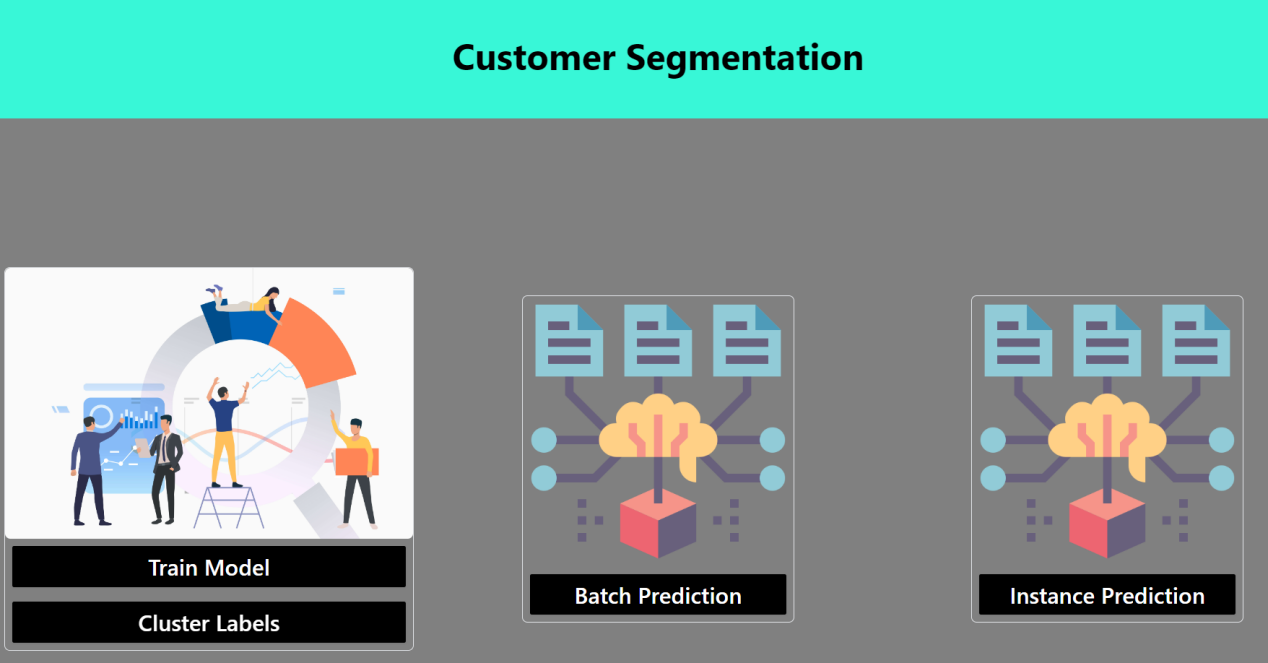 Customer Segmentation
Train Model
Cluster Labels
Batch Prediction
Instance Prediction